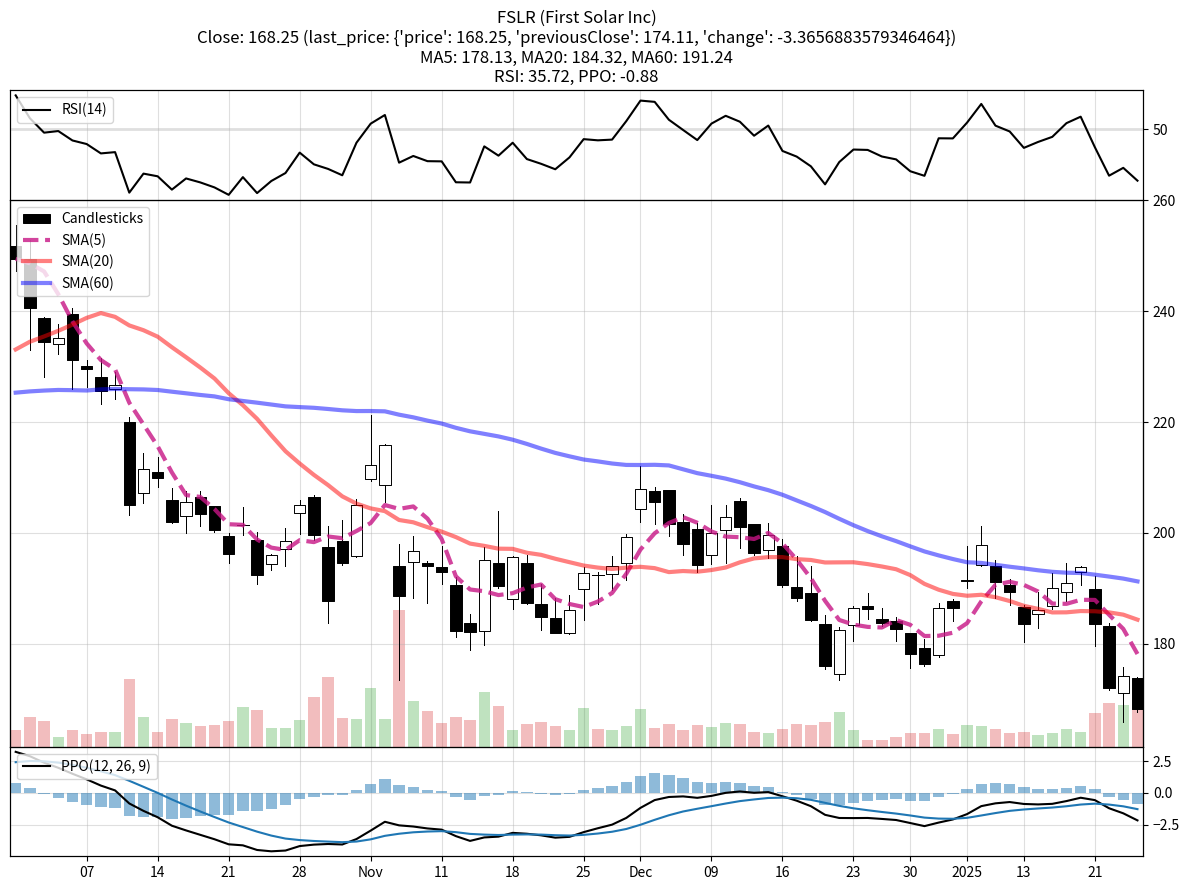 FSLR (First Solar Inc)
Close: 168.25 (last_price: {'price': 168.25, 'previousClose': 174.11, 'change': -3.3656883579346464})
MA5: 178.13, MA20: 184.32, MA60: 191.24
RSI: 35.72, PPO: -0.88
RSI(14)
50
260
Candlesticks
SMA(5)
SMA(20)
SMA(60)
240
220
200
180
PPO(12, 26, 9)
2.5
0.0
−2.5
07 14 21 28 Nov 11 18 25 Dec 09 16 23 30 2025 13 21